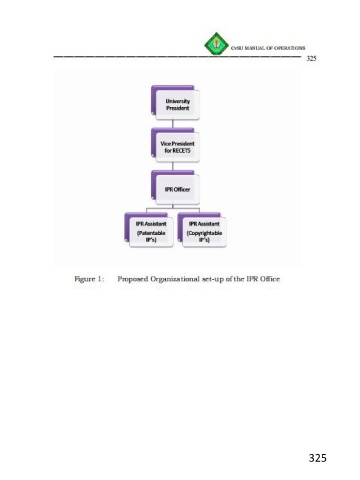 CvSU MANUAL OF OPERATIONS
325
University
President
Vice President
for RECETS
IPR Officer
IPR Assistant
(Patentable
IP's)
IPR Assistant
(Copyrightable
IP's)
Figure 1: Proposed Organizational set-up of the IPR Office
325